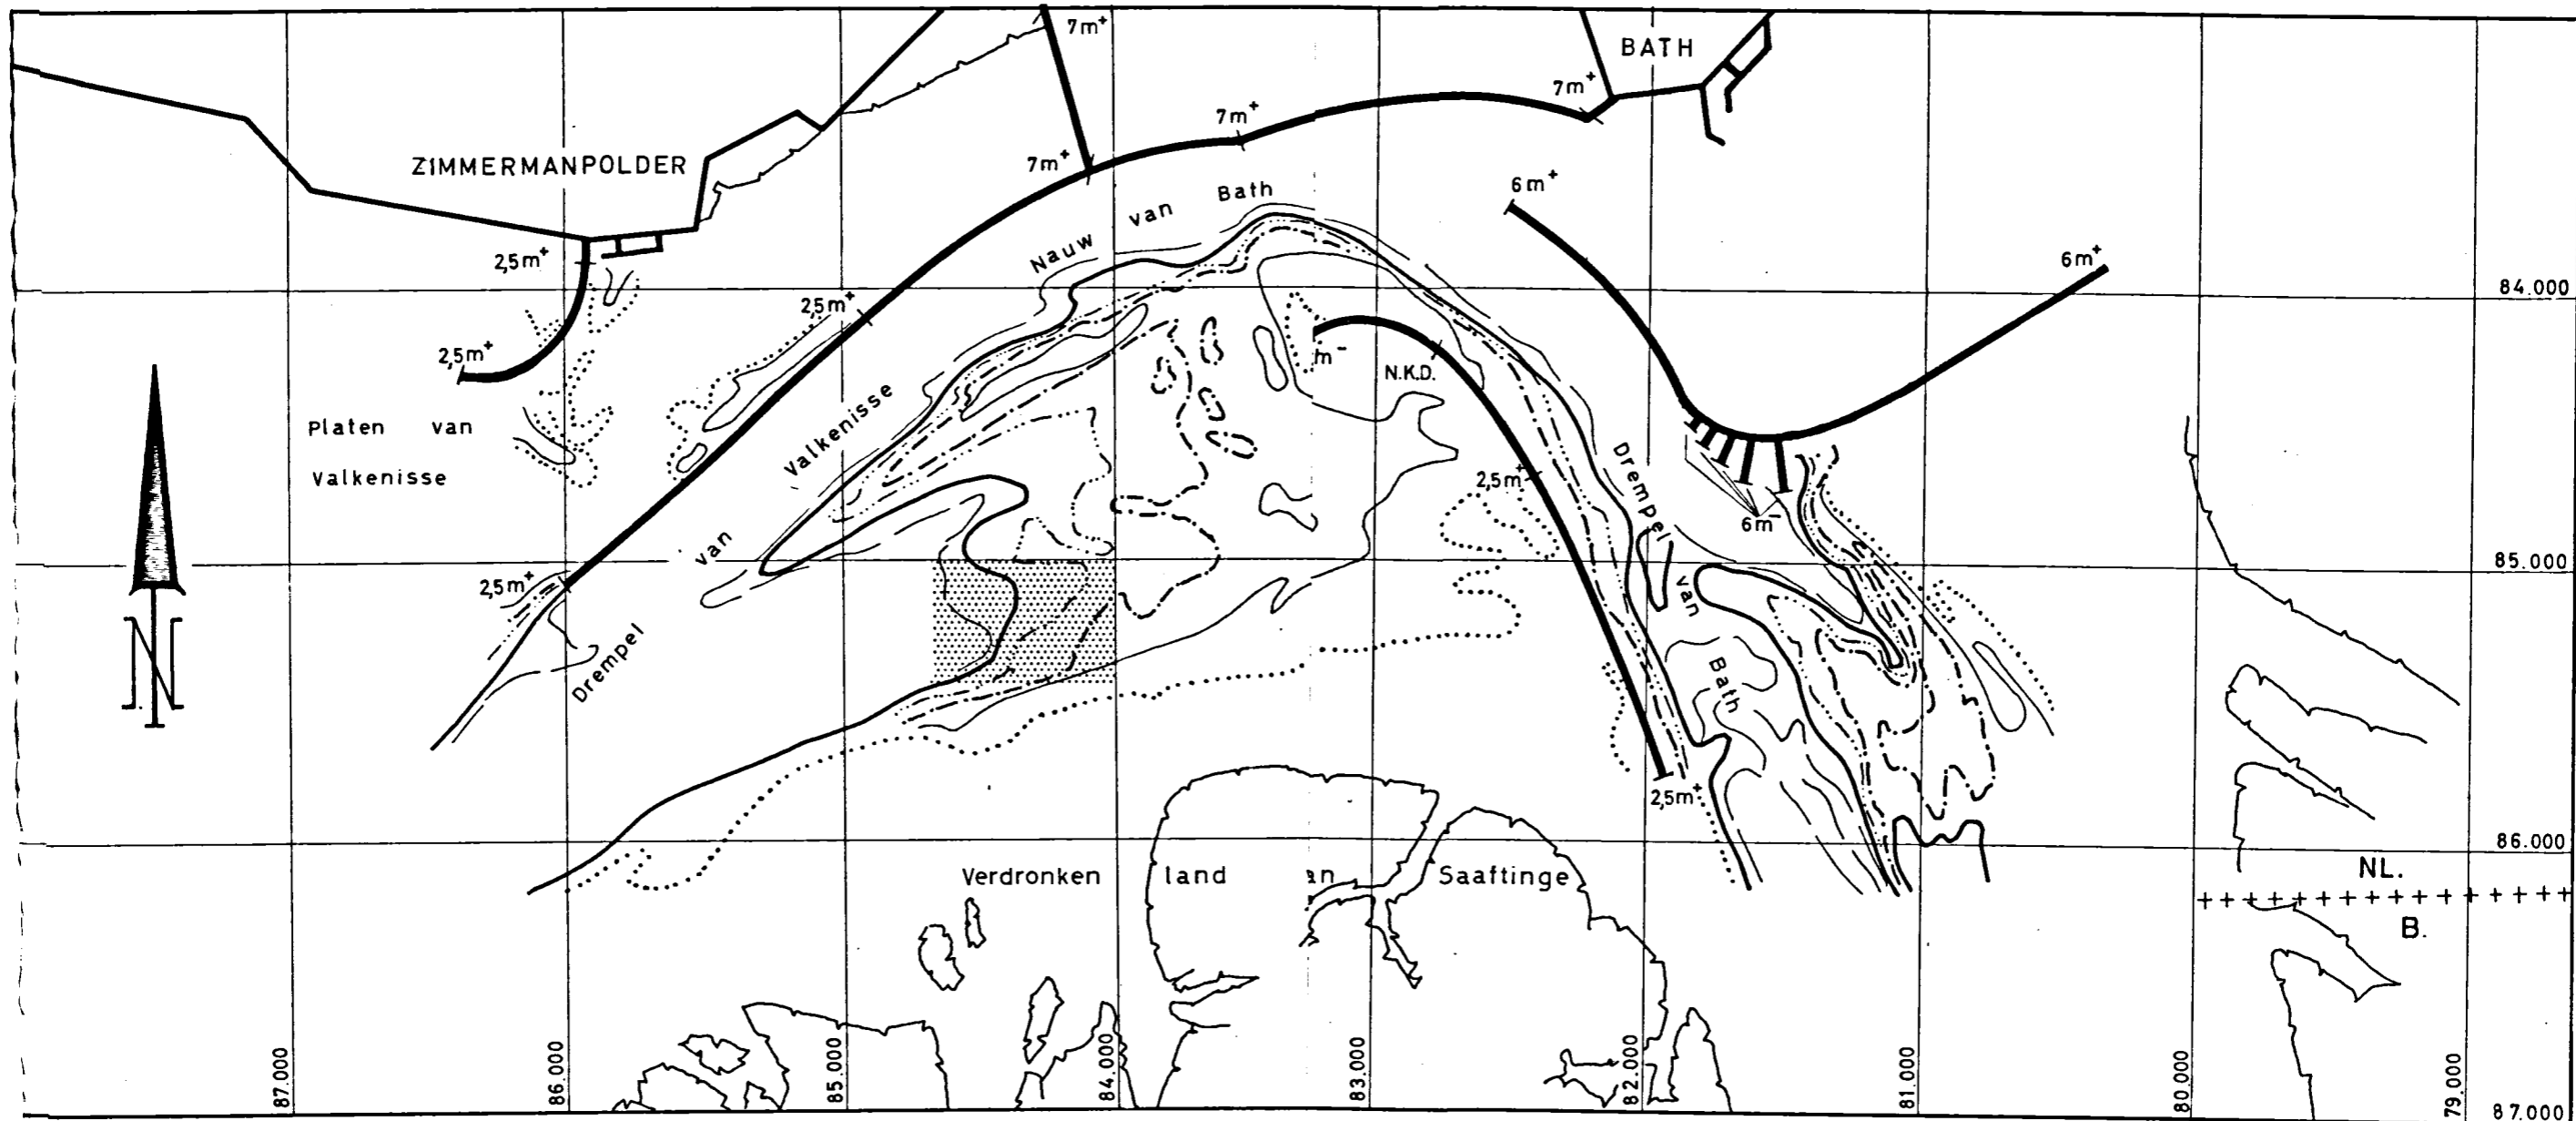 7m+
BATH
7m+
7m+
7m+
ZIMMERMANPOLDER
Nauw van Bath
6m+
6m+
2,5m+
84.000
2,5m+
2,5m+
m-
N.K.D.
Platen van
Valkenisse
Drempel van Valkenisse
2,5m+
6m-
Drempel van Bath
85.000
2,5m+
N
2,5m+
86.000
Verdronken land an Saaftinge
NL.
+++++++++++++++++
B.
87.000
86.000
85.000
84.000
83.000
82.000
81.000
80.000
79.000
87.000